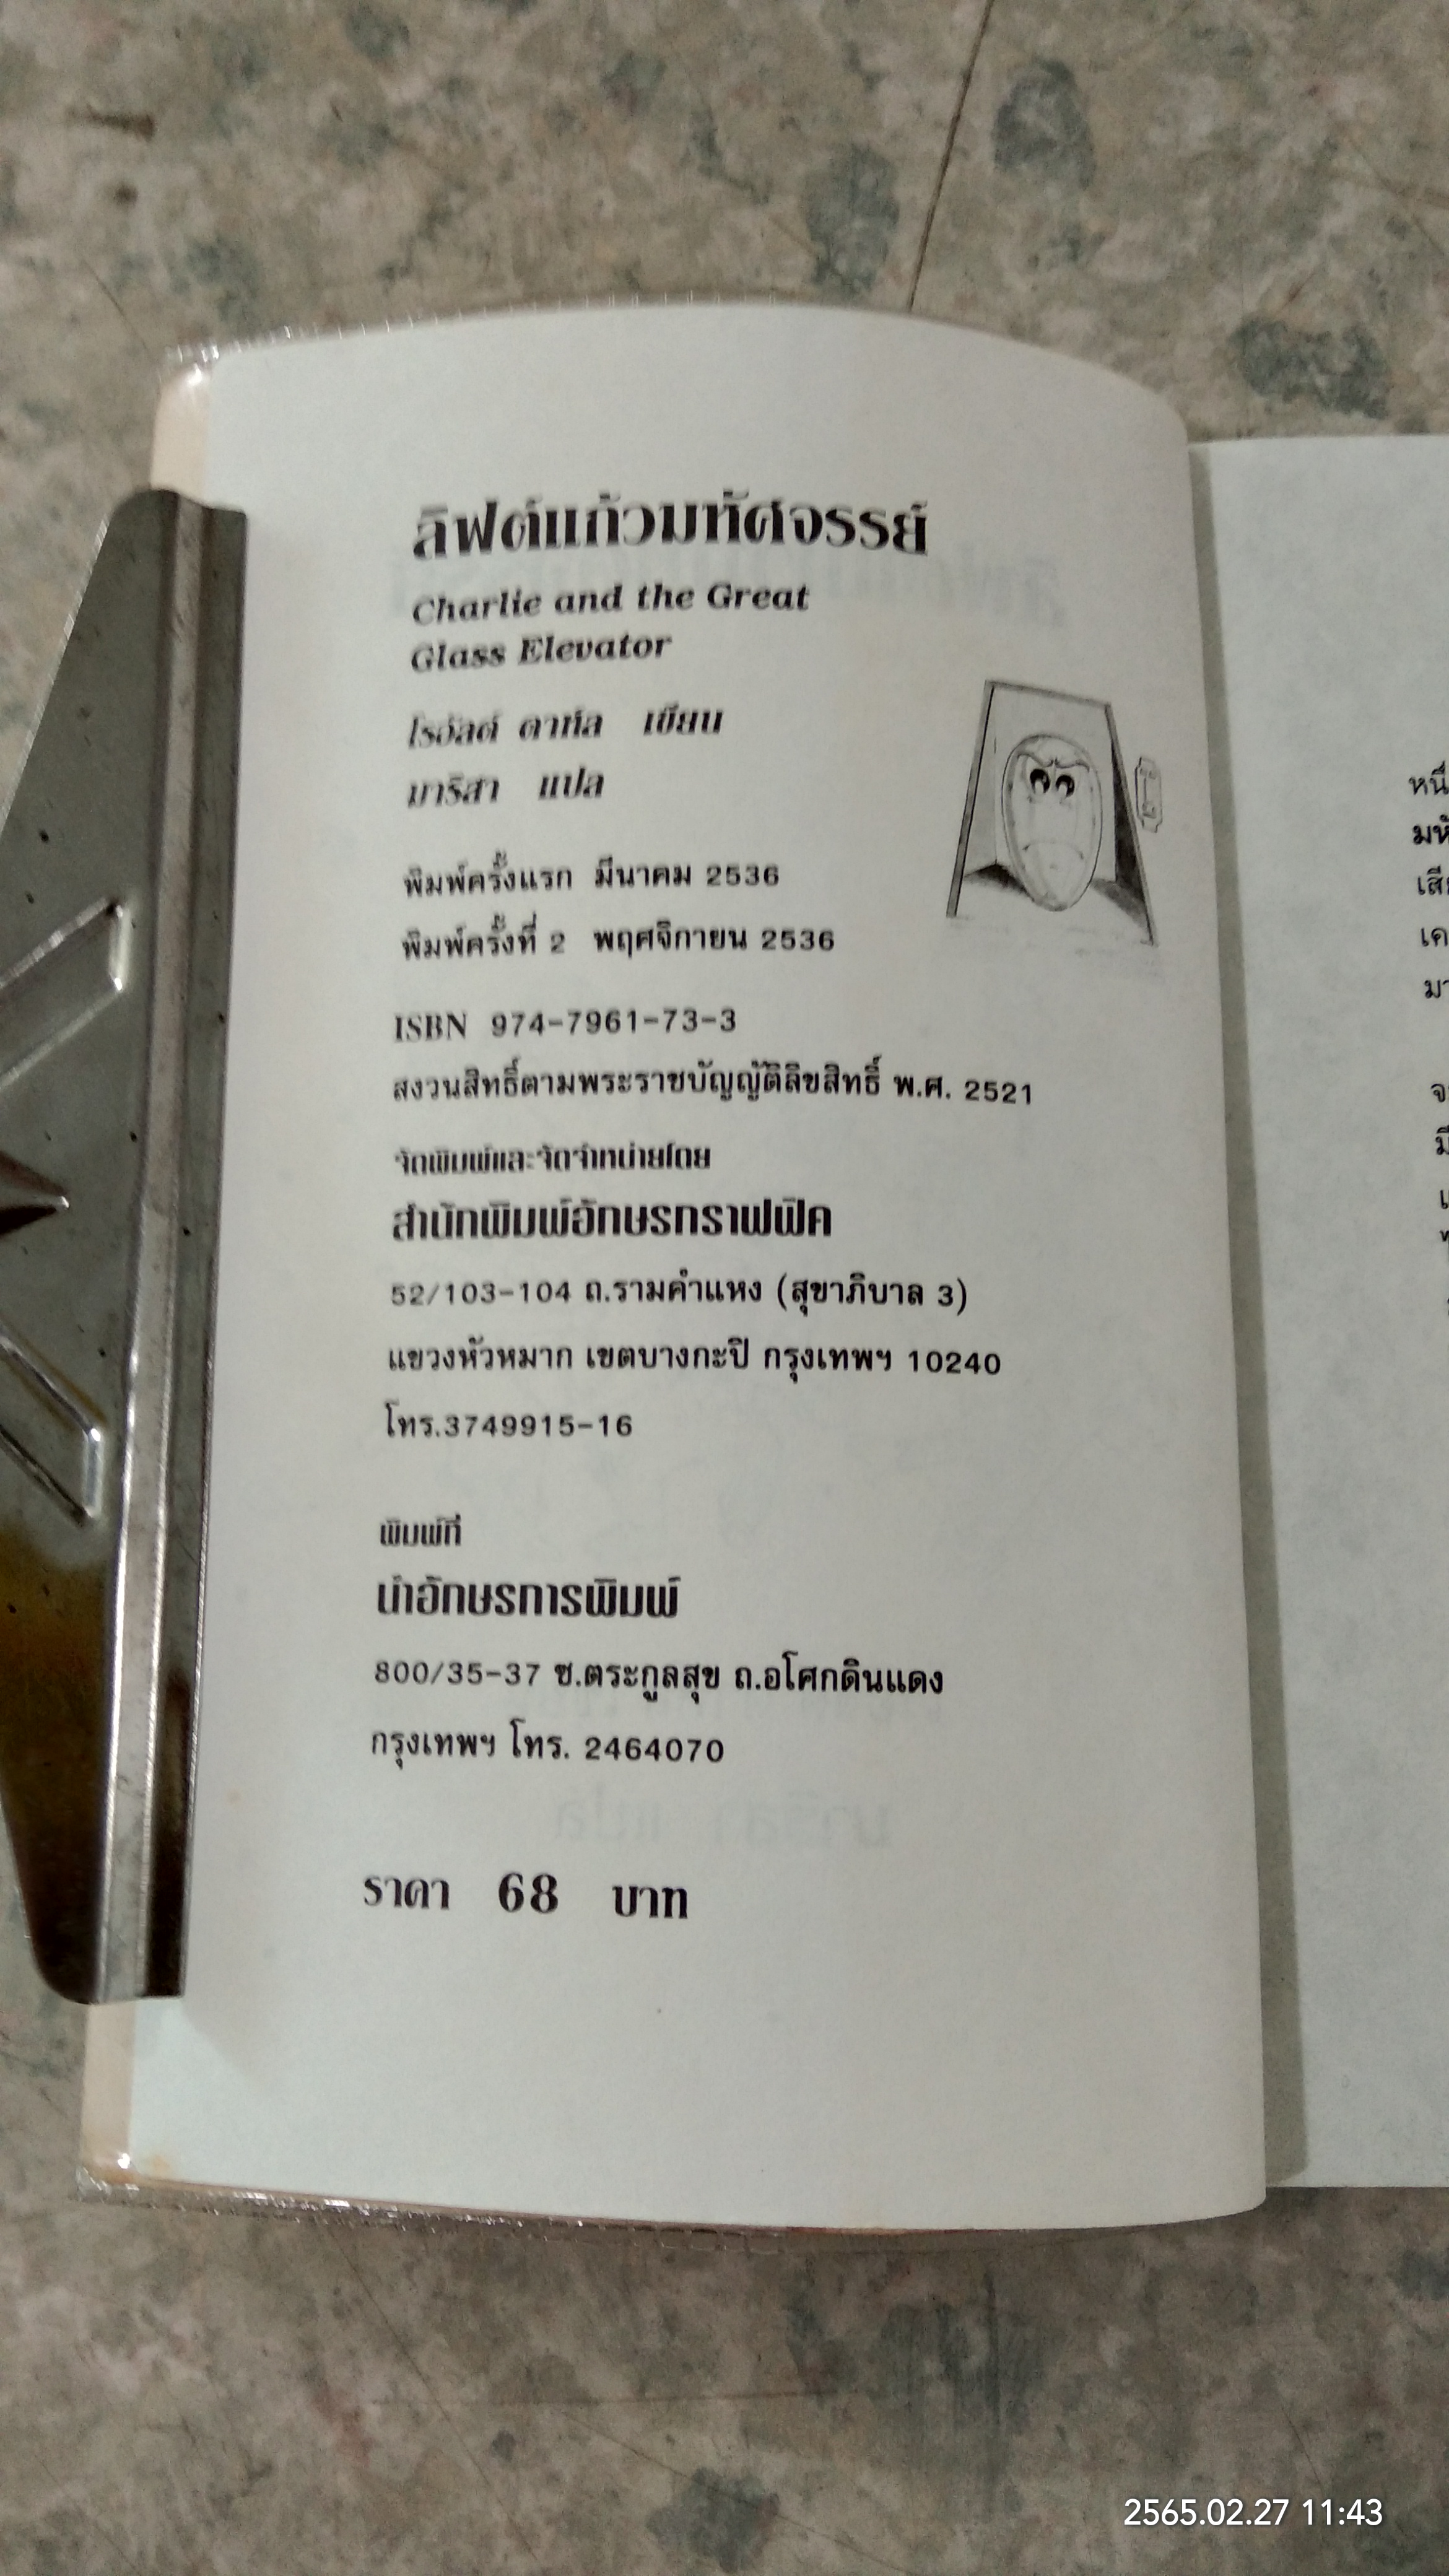 ลิฟต์แก้วมหัศจรรย์
Charlie and the Great
Glass Elevator
โรอัลด์ ดาห์ล เขียน
มาริสา แปล
พิมพ์ครั้งแรก มีนาคม 2536
พิมพ์ครั้งที่ 2 พฤศจิกายน 2536
ISBN 974-7961-73-3
สงวนสิทธิ์ตามพระราชบัญญัติลิขสิทธิ์ พ.ศ. 2521
จัดพิมพ์และจัดจำหน่ายโดย
สำนักพิมพ์อักษรกราฟฟิค
52/103-104 ถ.รามคำแหง (สุขาภิบาล 3)
แขวงหัวหมาก เขตบางกะปิ กรุงเทพฯ 10240
โทร.3749915-16
พิมพ์ที่
นำอักษรการพิมพ์
800/35-37 ซ.ตระกูลสุข ถ.อโศกดินแดง
กรุงเทพฯ โทร. 2464070
ราคา 68 บาท
2565.02.27 11:43